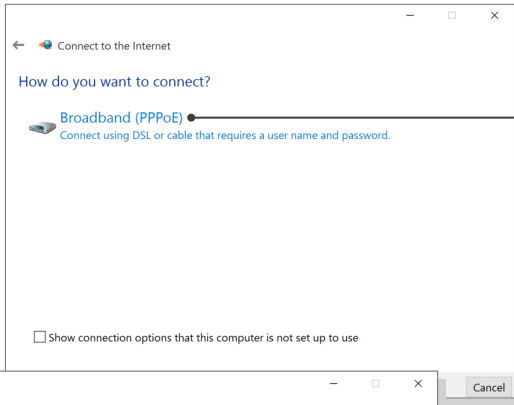 Connect to the Internet
How do you want to connect?
Broadband (PPPoE)
Connect using DSL or cable that requires a user name and password.
Show connection options that this computer is not set up to use
Cancel